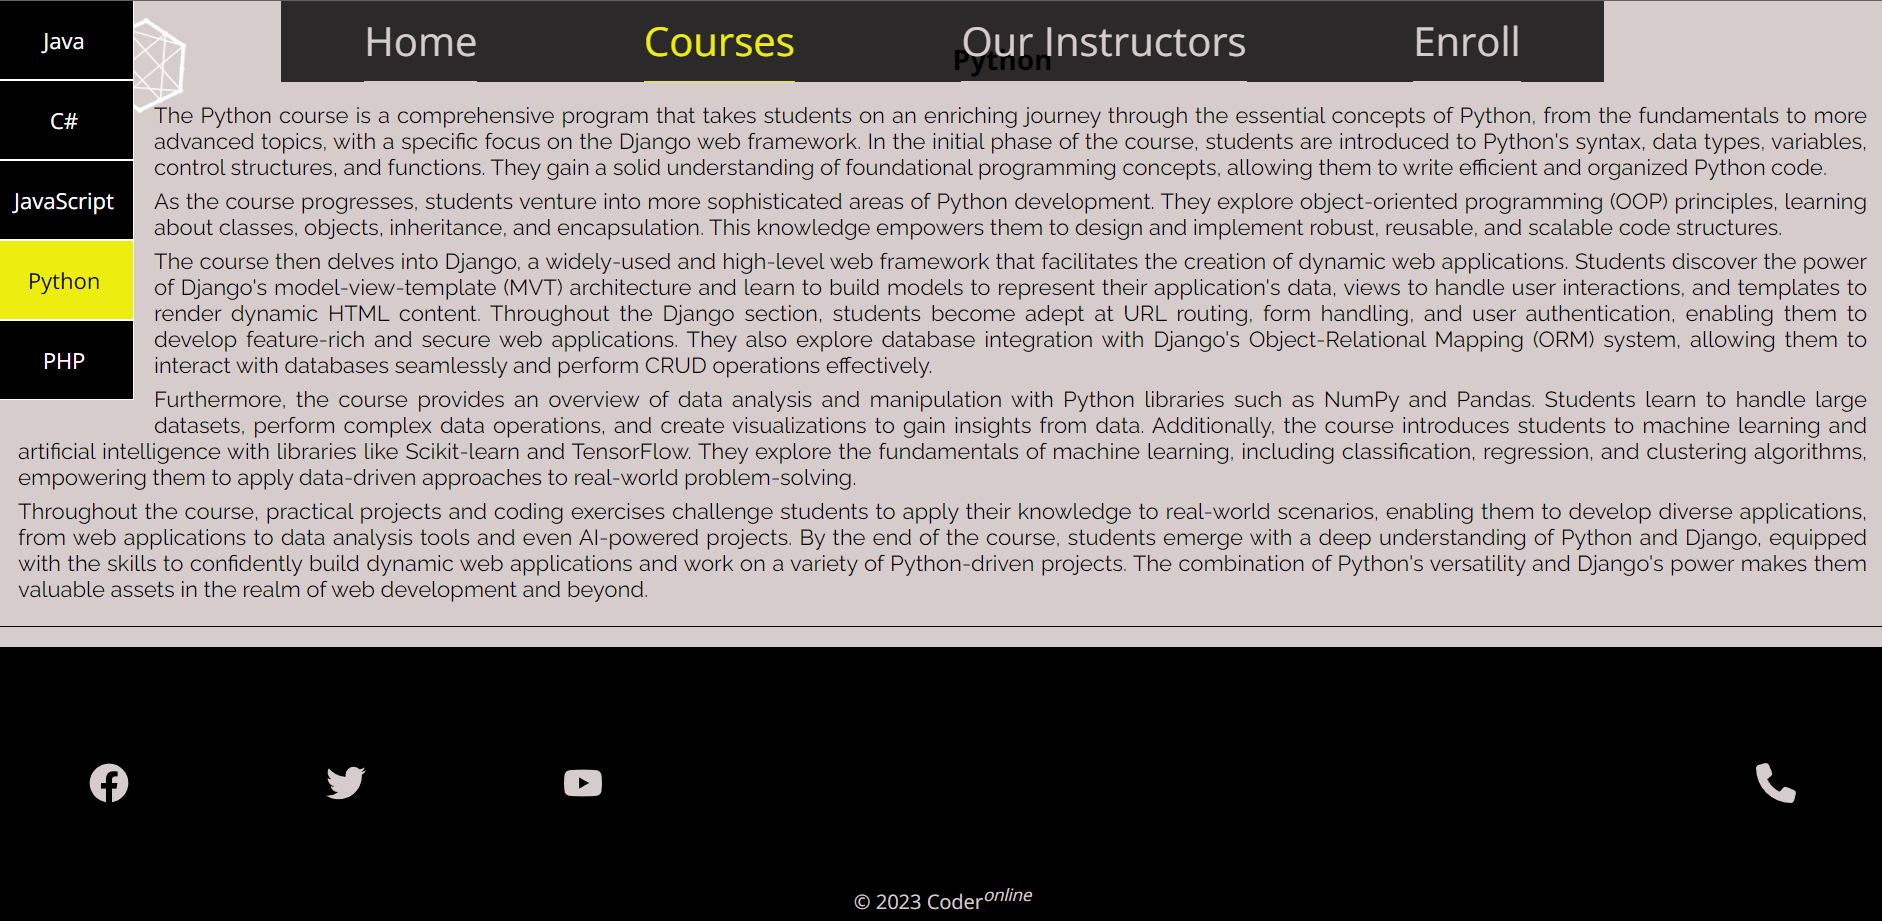 Home Courses Our Instructors Enroll
Java
C#
JavaScript
Python
PHP
Python
The Python course is a comprehensive program that takes students on an enriching journey through the essential concepts of Python, from the fundamentals to more
advanced topics, with a specific focus on the Django web framework. In the initial phase of the course, students are introduced to Python's syntax, data types, variables,
control structures, and functions. They gain a solid understanding of foundational programming concepts, allowing them to write efficient and organized Python code.
As the course progresses, students venture into more sophisticated areas of Python development. They explore object-oriented programming (OOP) principles, learning
about classes, objects, inheritance, and encapsulation. This knowledge empowers them to design and implement robust, reusable, and scalable code structures.
The course then delves into Django, a widely-used and high-level web framework that facilitates the creation of dynamic web applications. Students discover the power
of Django's model-view-template (MVT) architecture and learn to build models to represent their application's data, views to handle user interactions, and templates to
render dynamic HTML content. Throughout the Django section, students become adept at URL routing, form handling, and user authentication, enabling them to
develop feature-rich and secure web applications. They also explore database integration with Django's Object-Relational Mapping (ORM) system, allowing them to
interact with databases seamlessly and perform CRUD operations effectively.
Furthermore, the course provides an overview of data analysis and manipulation with Python libraries such as NumPy and Pandas. Students learn to handle large
datasets, perform complex data operations, and create visualizations to gain insights from data. Additionally, the course introduces students to machine learning and
artificial intelligence with libraries like Scikit-learn and TensorFlow. They explore the fundamentals of machine learning, including classification, regression, and clustering algorithms,
empowering them to apply data-driven approaches to real-world problem-solving.
Throughout the course, practical projects and coding exercises challenge students to apply their knowledge to real-world scenarios, enabling them to develop diverse applications,
from web applications to data analysis tools and even AI-powered projects. By the end of the course, students emerge with a deep understanding of Python and Django, equipped
with the skills to confidently build dynamic web applications and work on a variety of Python-driven projects. The combination of Python's versatility and Django's power makes them
valuable assets in the realm of web development and beyond.
© 2023 Coderonline